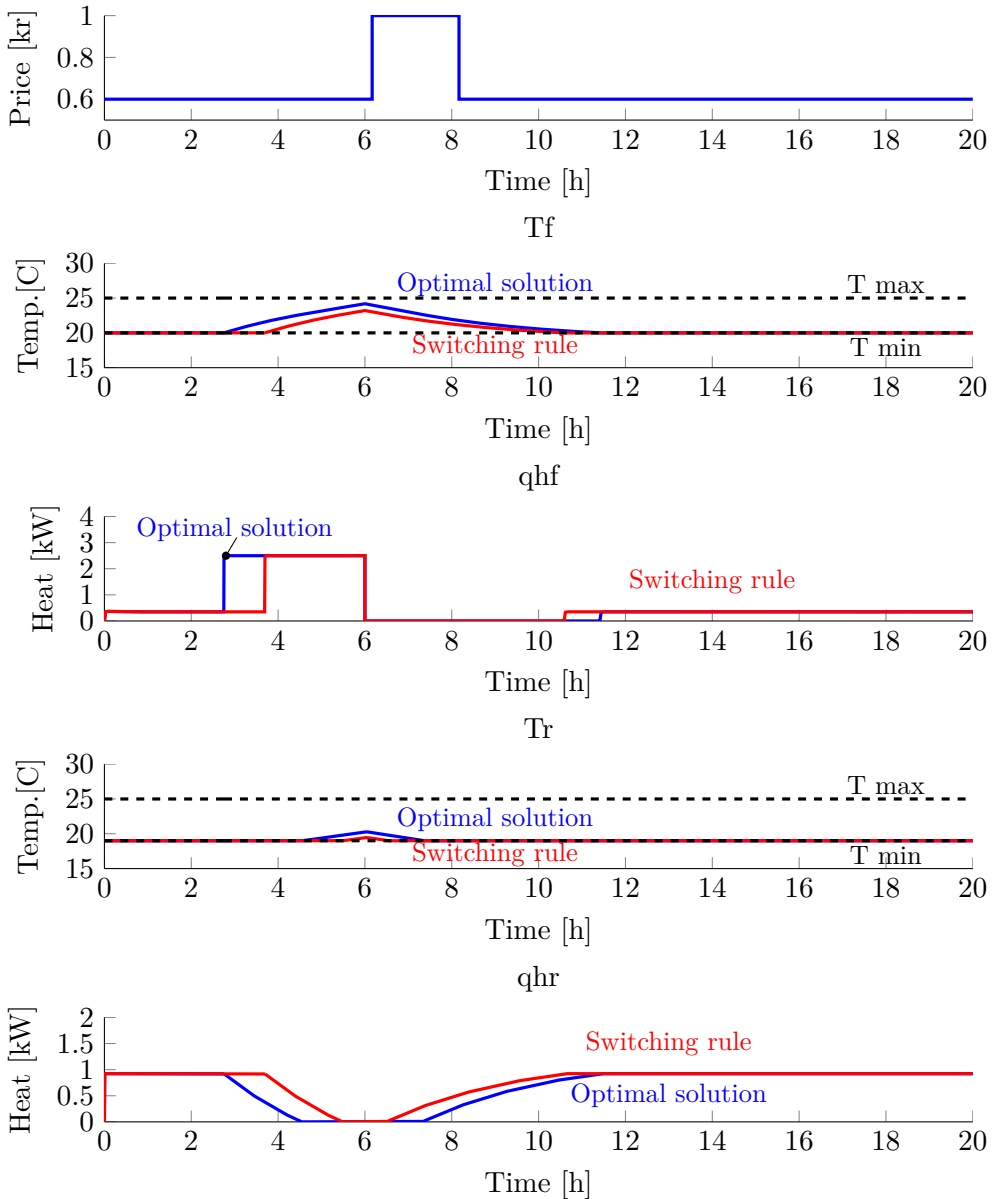 Price [kr]
1
0.8
0.6
0 2 4 6 8 10 12 14 16 18 20
Time [h]
Tf
Temp.[C]
30
25
20
15
Optimal solution
T max
Switching rule
T min
0 2 4 6 8 10 12 14 16 18 20
Time [h]
qhf
Heat [kW]
4
3
2
1
0
Optimal solution
Switching rule
0 2 4 6 8 10 12 14 16 18 20
Time [h]
Tr
Temp.[C]
30
25
20
15
T max
Optimal solution
Switching rule
T min
0 2 4 6 8 10 12 14 16 18 20
Time [h]
qhr
Heat [kW]
2
1.5
1
0.5
0
Switching rule
Optimal solution
0 2 4 6 8 10 12 14 16 18 20
Time [h]